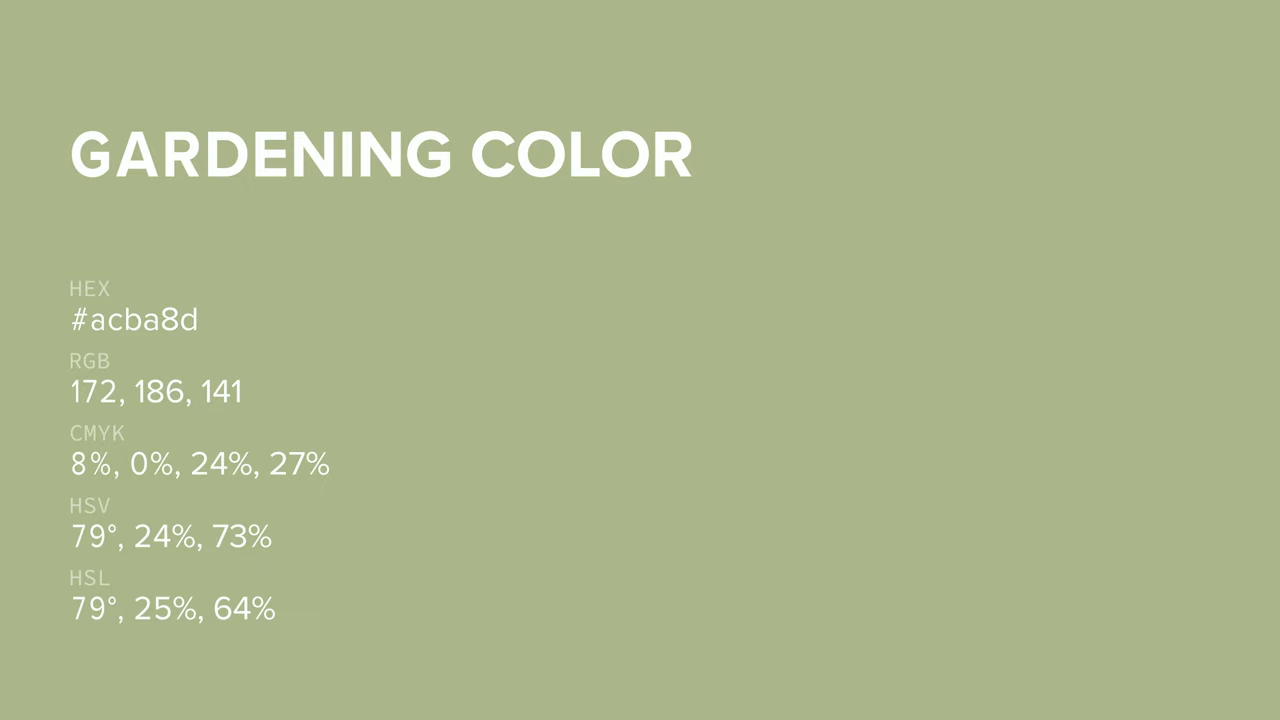 GARDENING COLOR
HEX
#acba8d
RGB
172, 186, 141
CMYK
8%, 0%, 24%, 27%
HSV
79°, 24%, 73%
HSL
79°, 25%, 64%